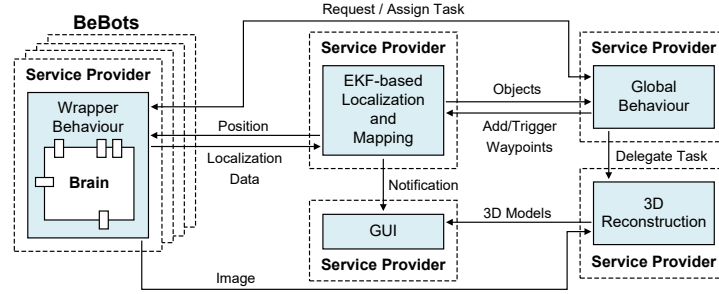 Request / Assign Task
BeBots
Service Provider
Wrapper
Behaviour
Brain
Position
Localization
Data
Service Provider
EKF-based
Localization
and
Mapping
Objects
Add/Trigger
Waypoints
Service Provider
Global
Behaviour
Delegate Task
Notification
GUI
Service Provider
3D Models
3D
Reconstruction
Service Provider
Image